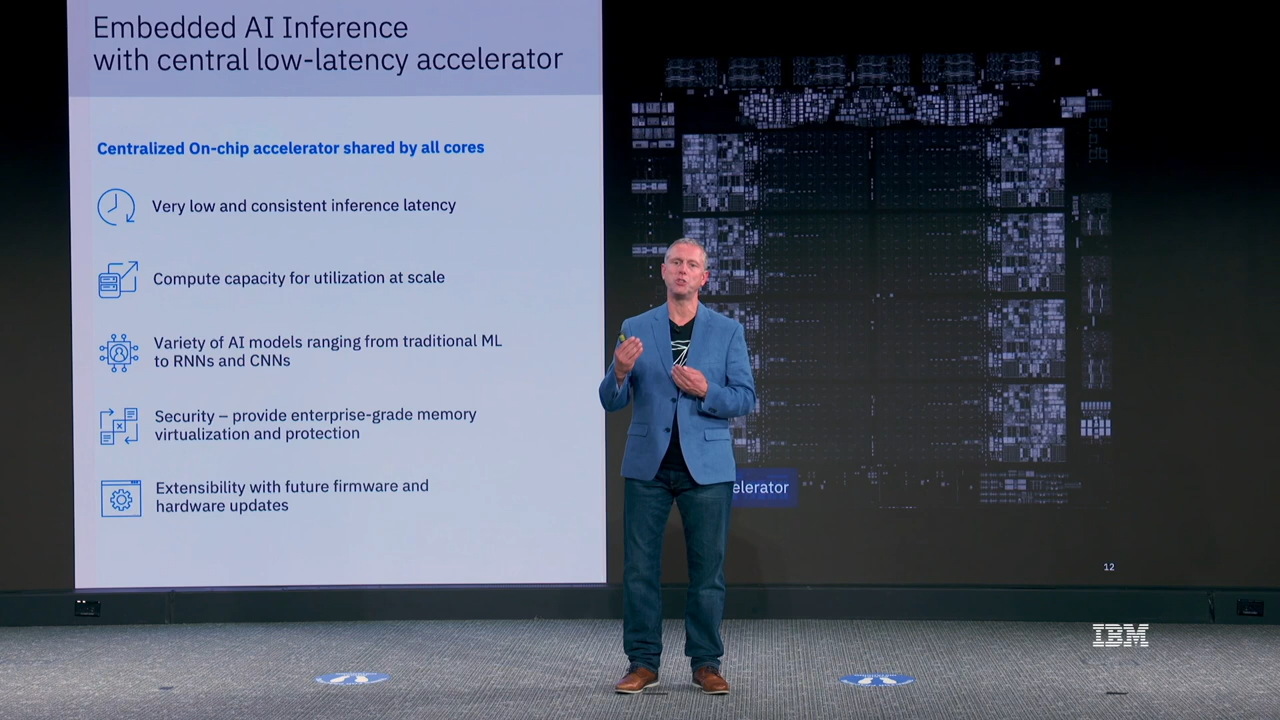 Embedded AI Inference
with central low-latency accelerator
Centralized On-chip accelerator shared by all cores
Very low and consistent inference latency
Compute capacity for utilization at scale
Variety of AI models ranging from traditional ML
to RNNs and CNNs
Security – provide enterprise-grade memory
virtualization and protection
Extensibility with future firmware and
hardware updates
elerator
12
IBM